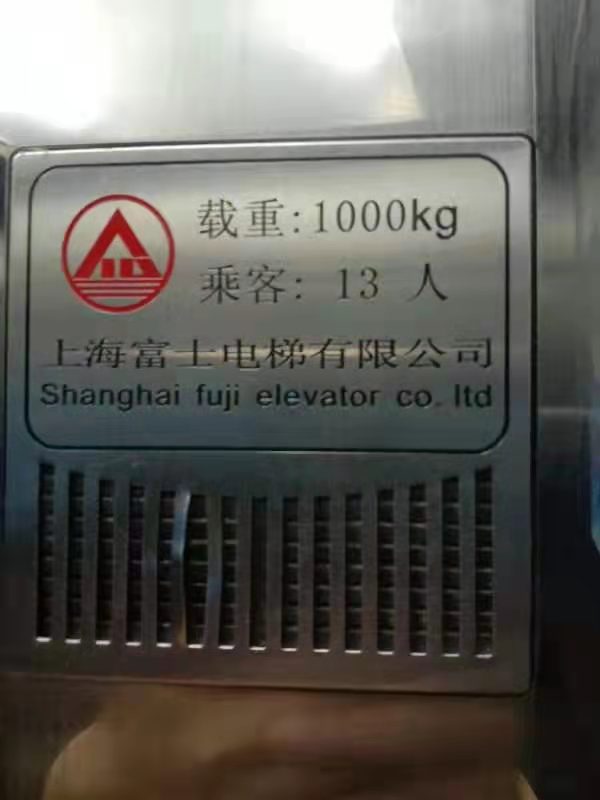 载重:1000kg
乘客: 13 人
上海富士电梯有限公司
Shanghai fuji elevator co. ltd